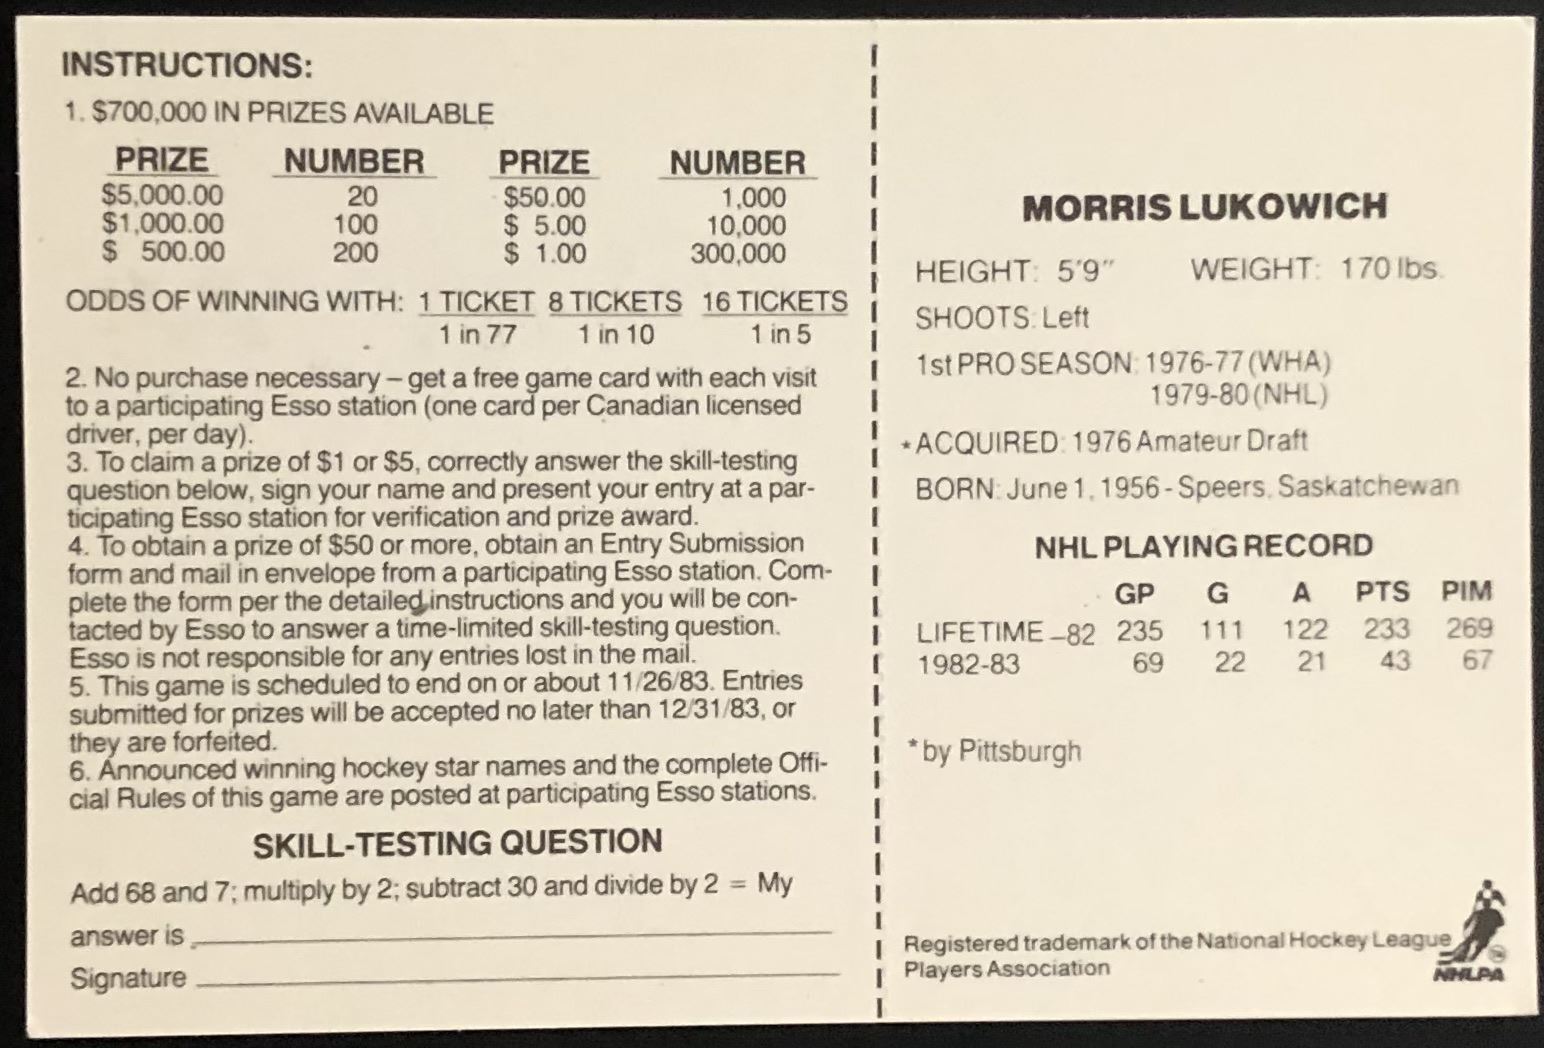 INSTRUCTIONS:
1. $700,000 IN PRIZES AVAILABLE
PRIZE NUMBER PRIZE NUMBER
$5,000.00 20 $50.00 1,000
$1,000.00 100 $ 5.00 10,000
$ 500.00 200 $ 1.00 300,000
ODDS OF WINNING WITH: 1 TICKET 8 TICKETS 16 TICKETS
1 in 77 1 in 10 1 in 5
2. No purchase necessary – get a free game card with each visit
to a participating Esso station (one card per Canadian licensed
driver, per day).
3. To claim a prize of $1 or $5, correctly answer the skill-testing
question below, sign your name and present your entry at a par-
ticipating Esso station for verification and prize award.
4. To obtain a prize of $50 or more, obtain an Entry Submission
form and mail in envelope from a participating Esso station. Com-
plete the form per the detailed instructions and you will be con-
tacted by Esso to answer a time-limited skill-testing question.
Esso is not responsible for any entries lost in the mail.
5. This game is scheduled to end on or about 11/26/83. Entries
submitted for prizes will be accepted no later than 12/31/83, or
they are forfeited.
6. Announced winning hockey star names and the complete Offi-
cial Rules of this game are posted at participating Esso stations.
SKILL-TESTING QUESTION
Add 68 and 7; multiply by 2; subtract 30 and divide by 2 = My
answer is
Signature
MORRIS LUKOWICH
HEIGHT: 5'9" WEIGHT: 170 lbs.
SHOOTS: Left
1st PRO SEASON: 1976-77 (WHA)
1979-80 (NHL)
*ACQUIRED: 1976 Amateur Draft
BORN: June 1, 1956 - Speers, Saskatchewan
NHL PLAYING RECORD
GP G A PTS PIM
LIFETIME –82 235 111 122 233 269
1982-83 69 22 21 43 67
*by Pittsburgh
Registered trademark of the National Hockey League
Players Association
NHLPA